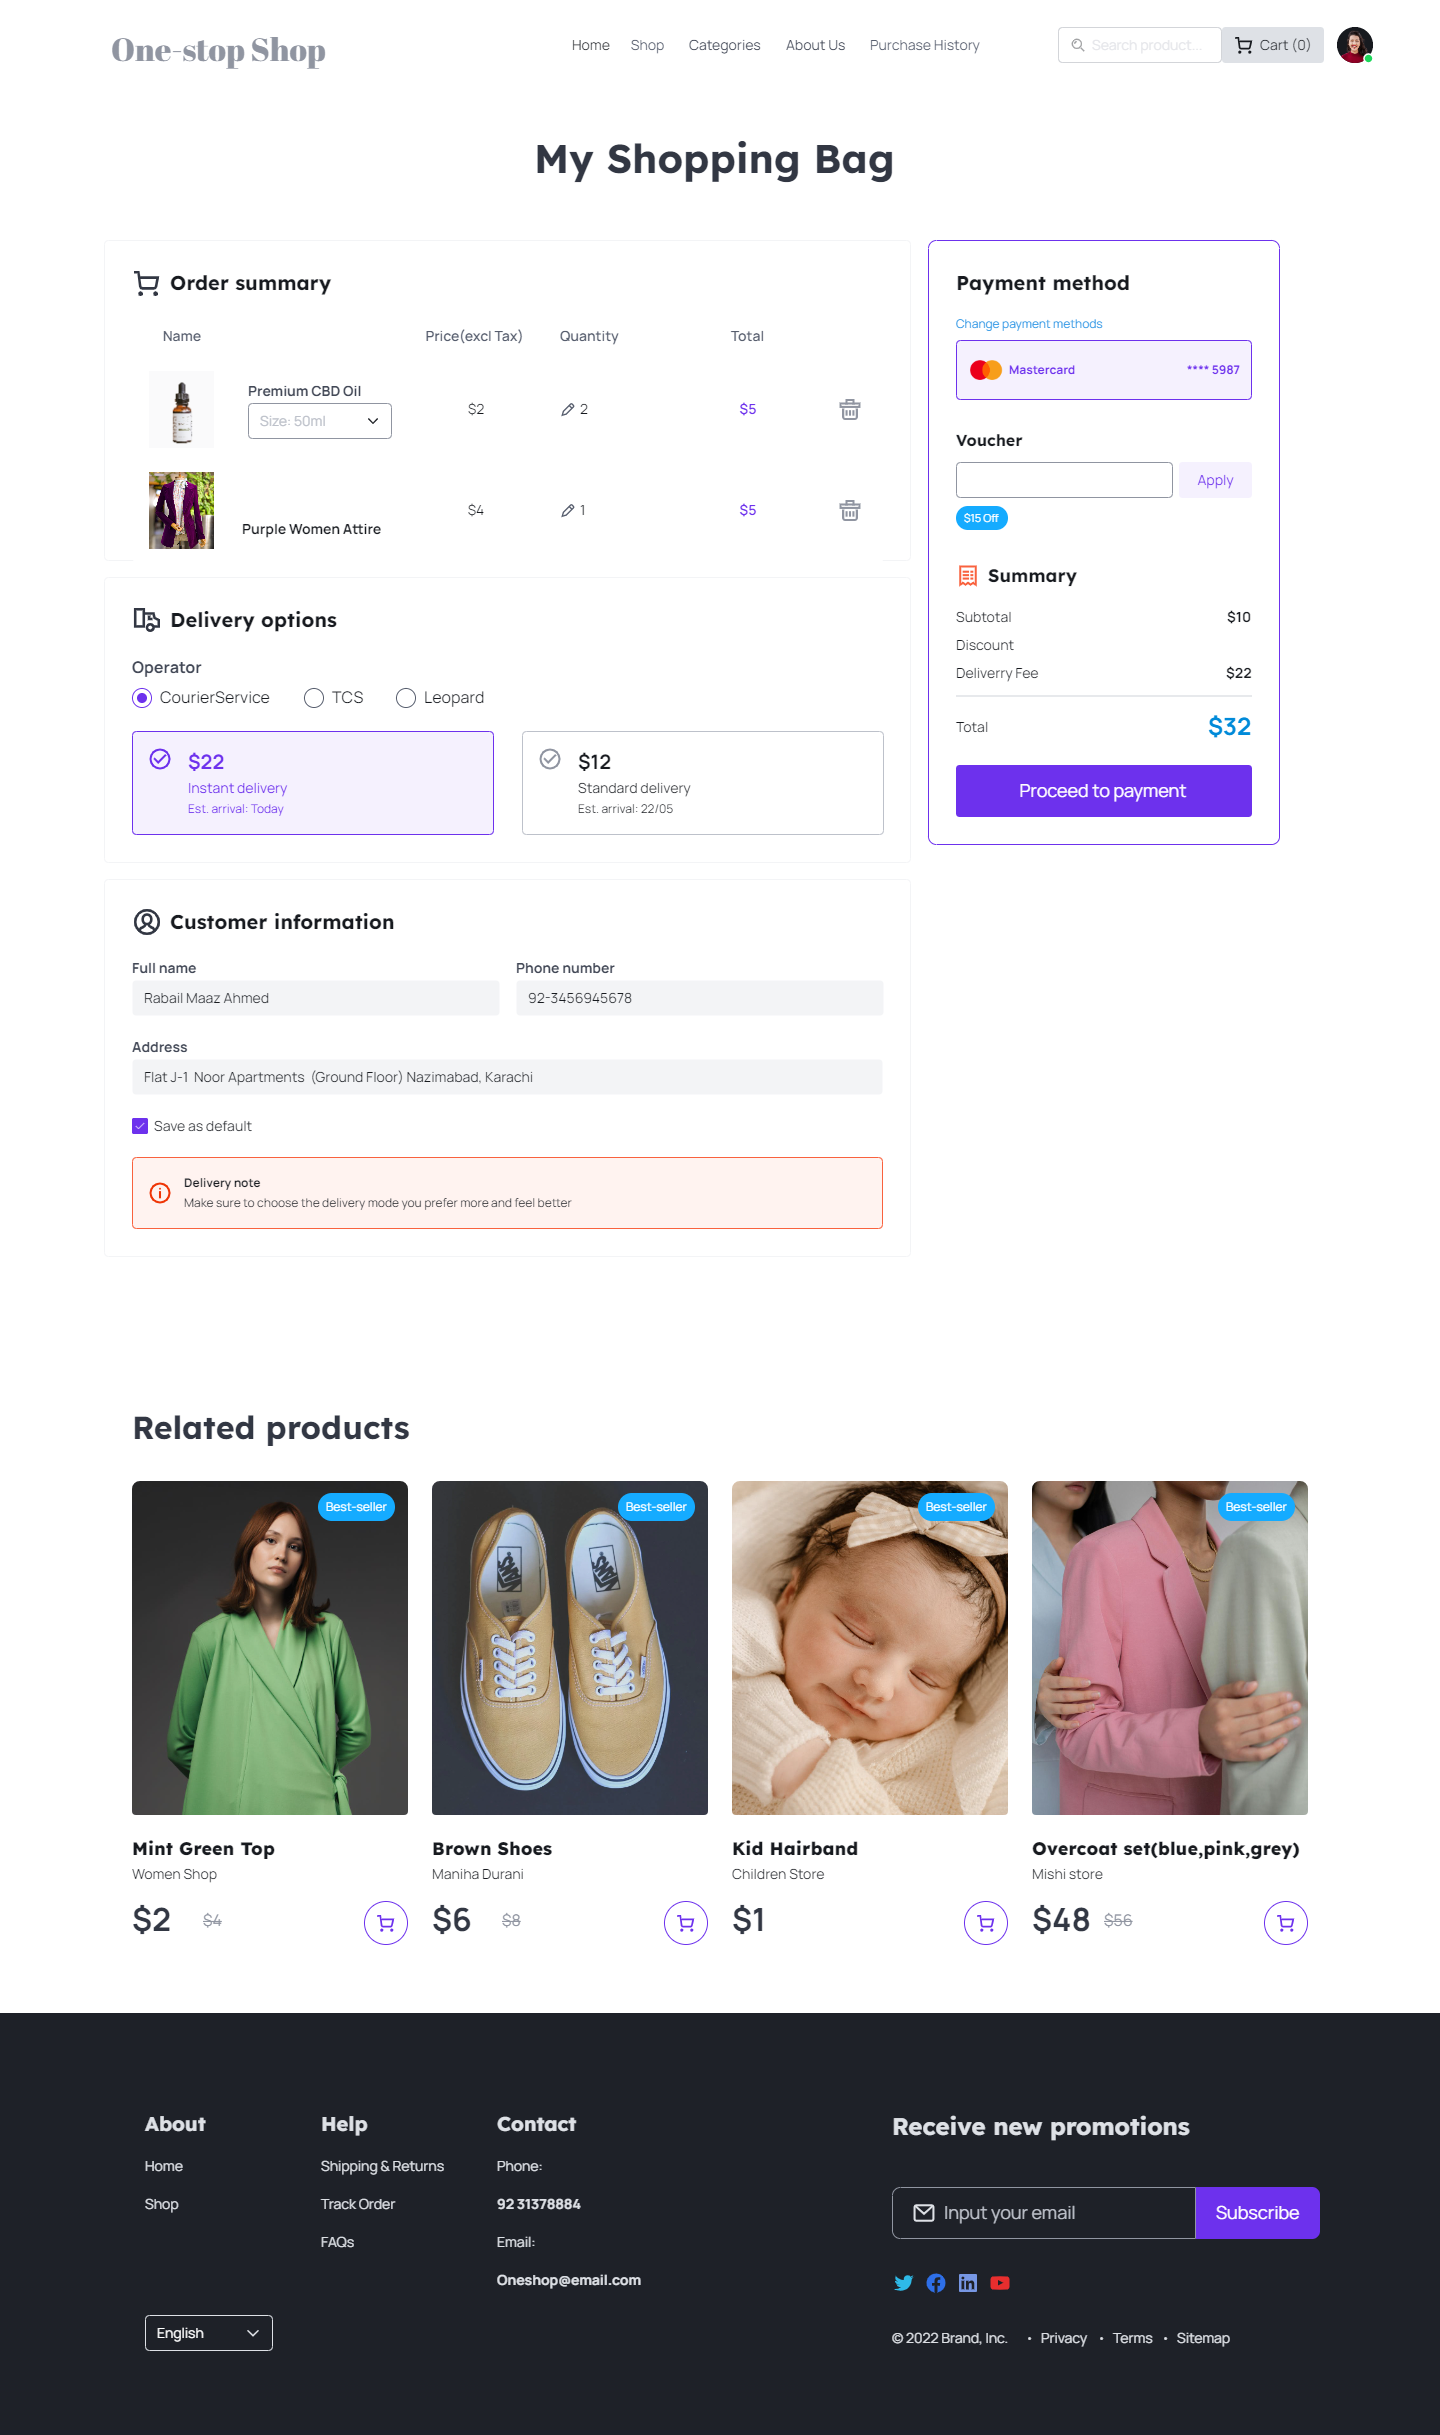 One-stop Shop
Home Shop Categories About Us Purchase History
Search product...
Cart (0)
My Shopping Bag
Order summary
Name Price(excl Tax) Quantity Total
Premium CBD Oil
Size: 50ml
$2 2 $5
Purple Women Attire
$4 1 $5
Delivery options
Operator
CourierService TCS Leopard
$22
Instant delivery
Est. arrival: Today
$12
Standard delivery
Est. arrival: 22/05
Customer information
Full name
Rabail Maaz Ahmed
Phone number
92-3456945678
Address
Flat J-1 Noor Apartments (Ground Floor) Nazimabad, Karachi
Save as default
Delivery note
Make sure to choose the delivery mode you prefer more and feel better
Payment method
Change payment methods
Mastercard **** 5987
Voucher
Apply
$15 Off
Summary
Subtotal $10
Discount
Deliverry Fee $22
Total $32
Proceed to payment
Related products
Best-seller
Mint Green Top
Women Shop
$2 $4
Best-seller
VANS
VANS
Brown Shoes
Maniha Durani
$6 $8
Best-seller
Kid Hairband
Children Store
$1
Best-seller
Overcoat set(blue,pink,grey)
Mishi store
$48 $56
About
Home
Shop
Help
Shipping & Returns
Track Order
FAQs
Contact
Phone:
92 31378884
Email:
Oneshop@email.com
English
Receive new promotions
Input your email
Subscribe
© 2022 Brand, Inc. • Privacy • Terms • Sitemap